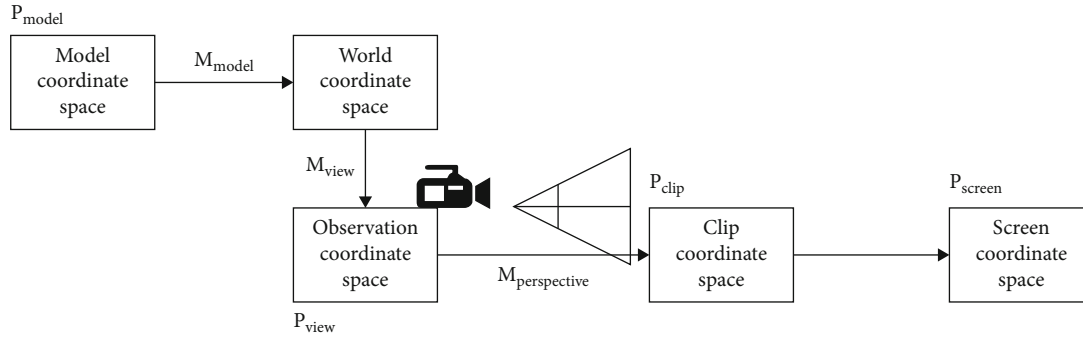 P_model
Model
coordinate
space
M_model
World
coordinate
space
M_view
Observation
coordinate
space
P_view
M_perspective
P_clip
Clip
coordinate
space
P_screen
Screen
coordinate
space